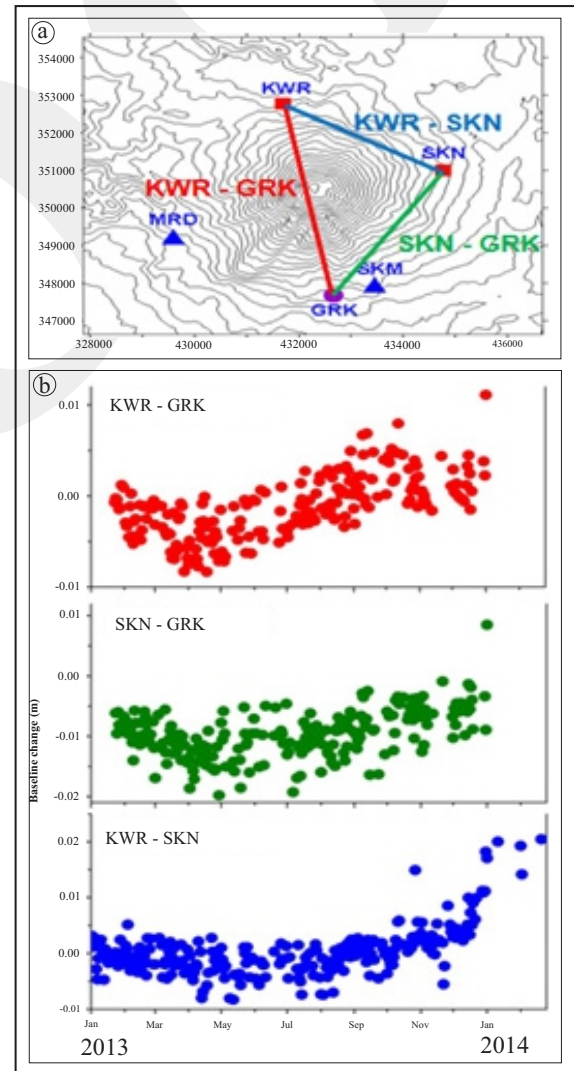 a
354000
353000
352000
351000
350000
349000
348000
347000
328000 430000 432000 434000 436000
KWR
KWR - SKN
SKN
KWR - GRK
MRD
SKN - GRK
SKM
GRK
b
KWR - GRK
0.01
0.00
-0.01
SKN - GRK
0.01
0.00
-0.01
-0.02
Baseline change (m)
KWR - SKN
0.02
0.01
0.00
-0.01
Jan Mar May Jul Sep Nov Jan
2013 2014